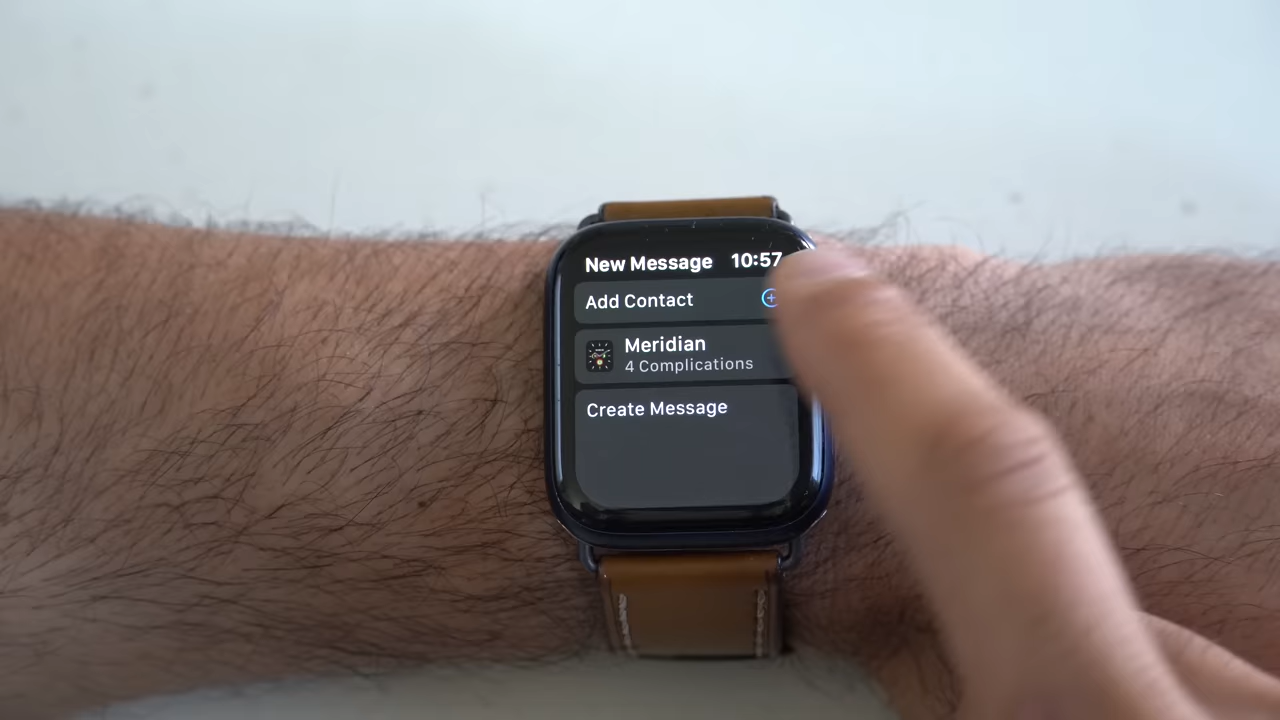 New Message 10:57
Add Contact
Meridian
4 Complications
Create Message